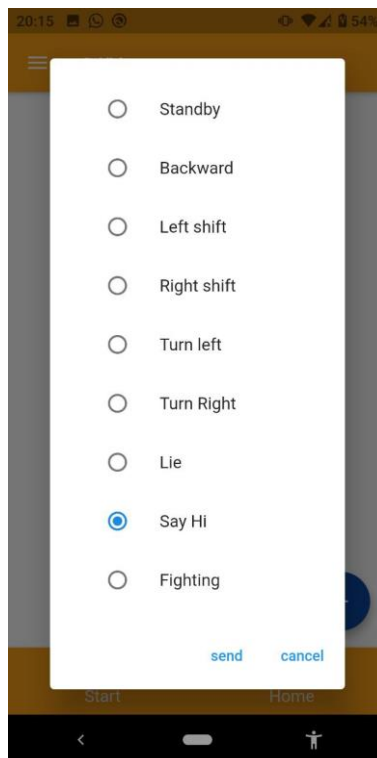 20:15 54%
Standby
Backward
Left shift
Right shift
Turn left
Turn Right
Lie
Say Hi
Fighting
send cancel
Start Home